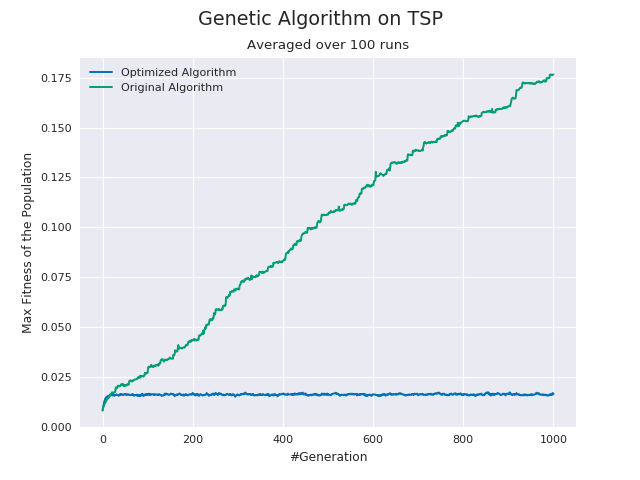 Genetic Algorithm on TSP
Averaged over 100 runs
Optimized Algorithm
Original Algorithm
Max Fitness of the Population
0.175
0.150
0.125
0.100
0.075
0.050
0.025
0.000
0 200 400 600 800 1000
#Generation